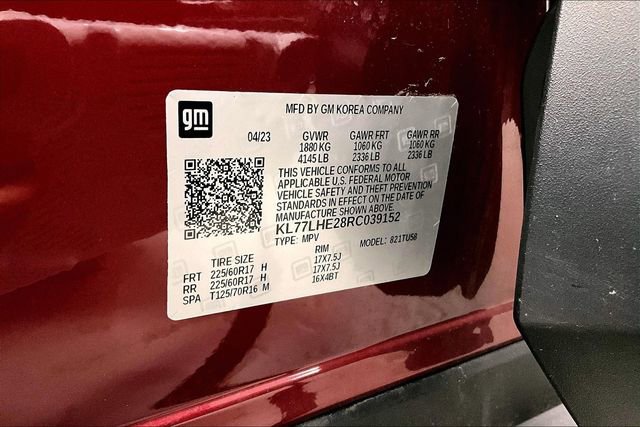 gm
MFD BY GM KOREA COMPANY
04/23 GVWR GAWR FRT GAWR RR
1880 KG 1060 KG 1060 KG
4145 LB 2336 LB 2336 LB
THIS VEHICLE CONFORMS TO ALL
APPLICABLE U.S. FEDERAL MOTOR
VEHICLE SAFETY AND THEFT PREVENTION
STANDARDS IN EFFECT ON THE DATE OF
MANUFACTURE SHOWN ABOVE.
KL77LHE28RC039152
TYPE: MPV MODEL: 821TU58
TIRE SIZE RIM
FRT 225/60R17 H 17X7.5J
RR 225/60R17 H 17X7.5J
SPA T125/70R16 M 16X4BT